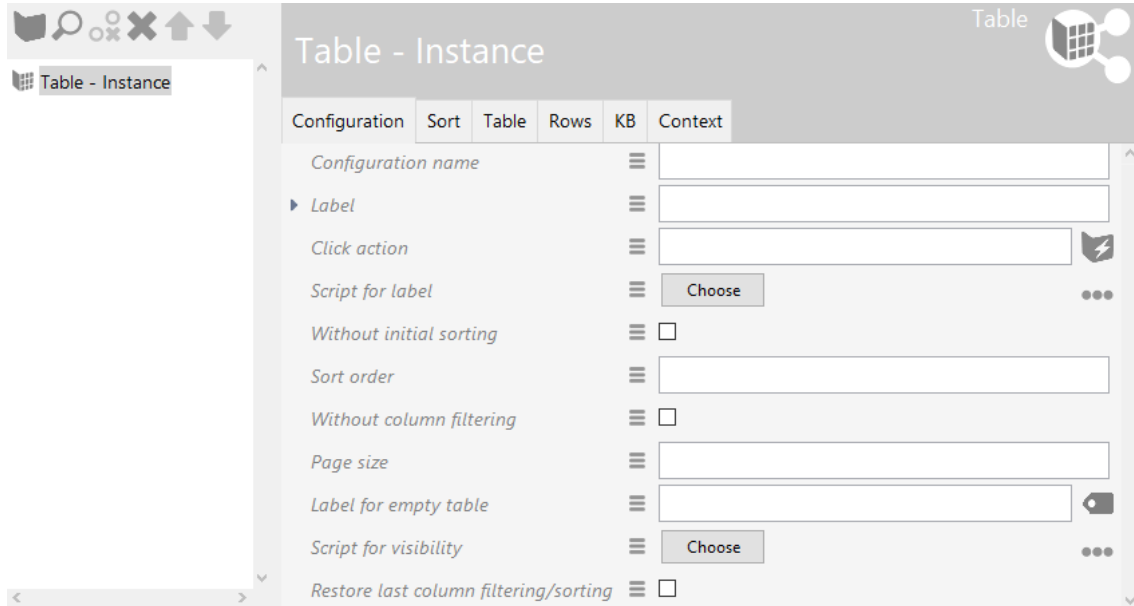 Table
Table - Instance
Table - Instance
Configuration Sort Table Rows KB Context
Configuration name
Label
Click action
Script for label Choose
Without initial sorting
Sort order
Without column filtering
Page size
Label for empty table
Script for visibility Choose
Restore last column filtering/sorting